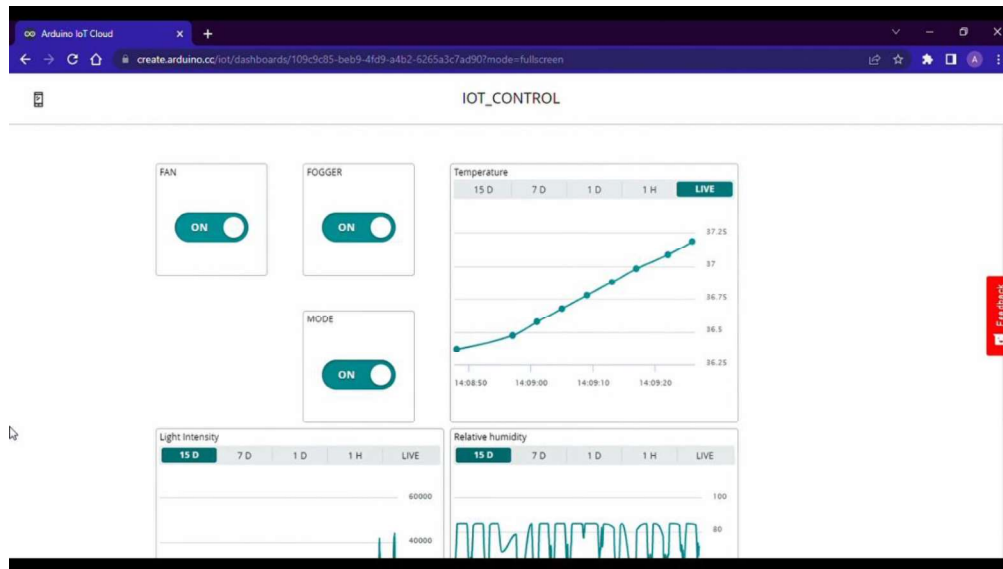 Arduino IoT Cloud
create.arduino.cc/iot/dashboards/109c9c85-beb9-4fd9-a4b2-6265a3c7ad90?mode=fullscreen
A
IOT_CONTROL
FAN
ON
FOGGER
ON
MODE
ON
Temperature
15 D 7 D 1 D 1 H LIVE
37.25
37
36.75
36.5
36.25
14:08:50 14:09:00 14:09:10 14:09:20
Feedback
Light Intensity
15 D 7 D 1 D 1 H LIVE
60000
40000
Relative humidity
15 D 7 D 1 D 1 H LIVE
100
80